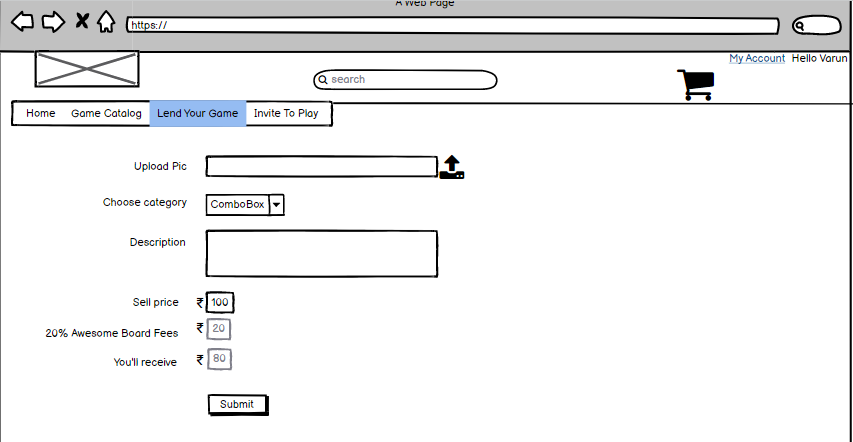 A Web Page
https://
My Account Hello Varun
search
Home Game Catalog Lend Your Game Invite To Play
Upload Pic
Choose category ComboBox
Description
Sell price ₹ 100
20% Awesome Board Fees ₹ 20
You'll receive ₹ 80
Submit